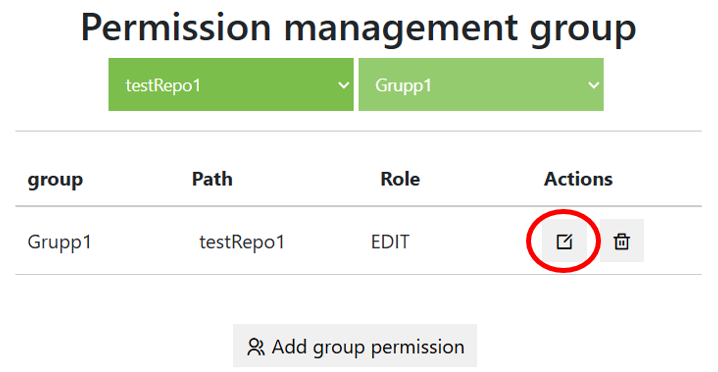 Permission management group
testRepo1 Grupp1
group Path Role Actions
Grupp1 testRepo1 EDIT
Add group permission